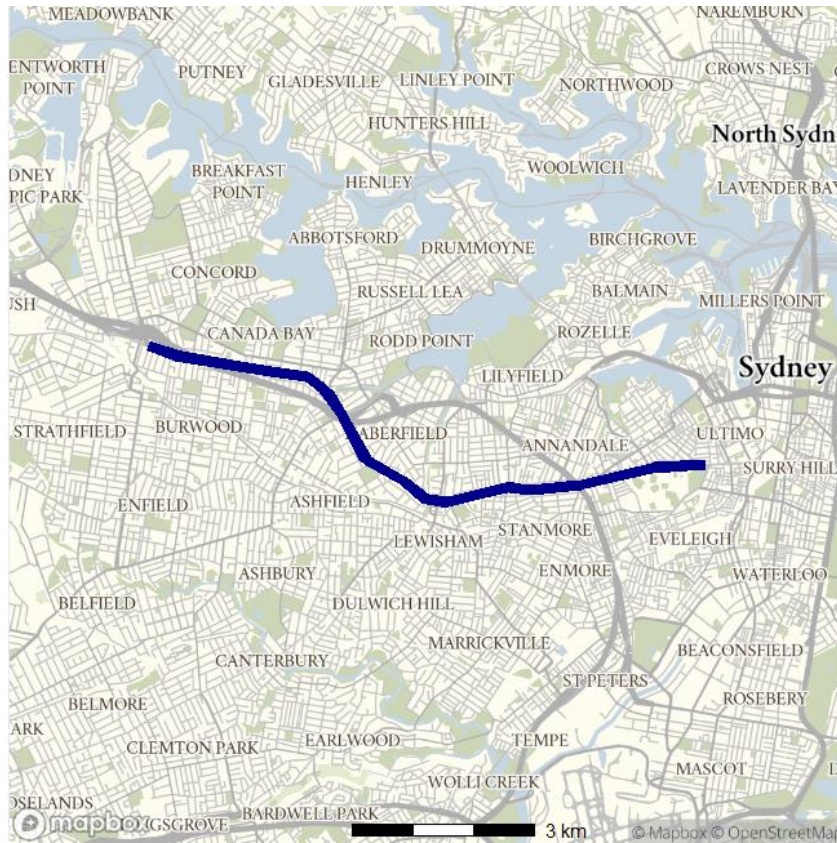 MEADOWBANK
NAREMBURN
ENTWORTH
POINT
PUTNEY
GLADESVILLE
LINLEY POINT
NORTHWOOD
CROWS NEST
HUNTERS HILL
North Sydn
DNEY
PIC PARK
BREAKFAST
POINT
HENLEY
WOOLWICH
LAVENDER BAY
ABBOTSFORD
DRUMMOYNE
BIRCHGROVE
CONCORD
RUSSELL LEA
BALMAIN
MILLERS POINT
USH
CANADA BAY
RODD POINT
ROZELLE
LILYFIELD
Sydney
STRATHFIELD
BURWOOD
ABERFIELD
ANNANDALE
ULTIMO
SURRY HILL
ENFIELD
ASHFIELD
LEWISHAM
STANMORE
EVELEIGH
ASHBURY
ENMORE
WATERLOO
BELFIELD
DULWICH HILL
MARRICKVILLE
BEACONSFIELD
CANTERBURY
ST PETERS
ROSEBERY
BELMORE
ARK
CLEMTON PARK
EARLWOOD
TEMPE
MASCOT
WOLLI CREEK
OSELANDS
BARDWELL PARK
mapbox
NGSGROVE
3 km
© Mapbox © OpenStreetMap